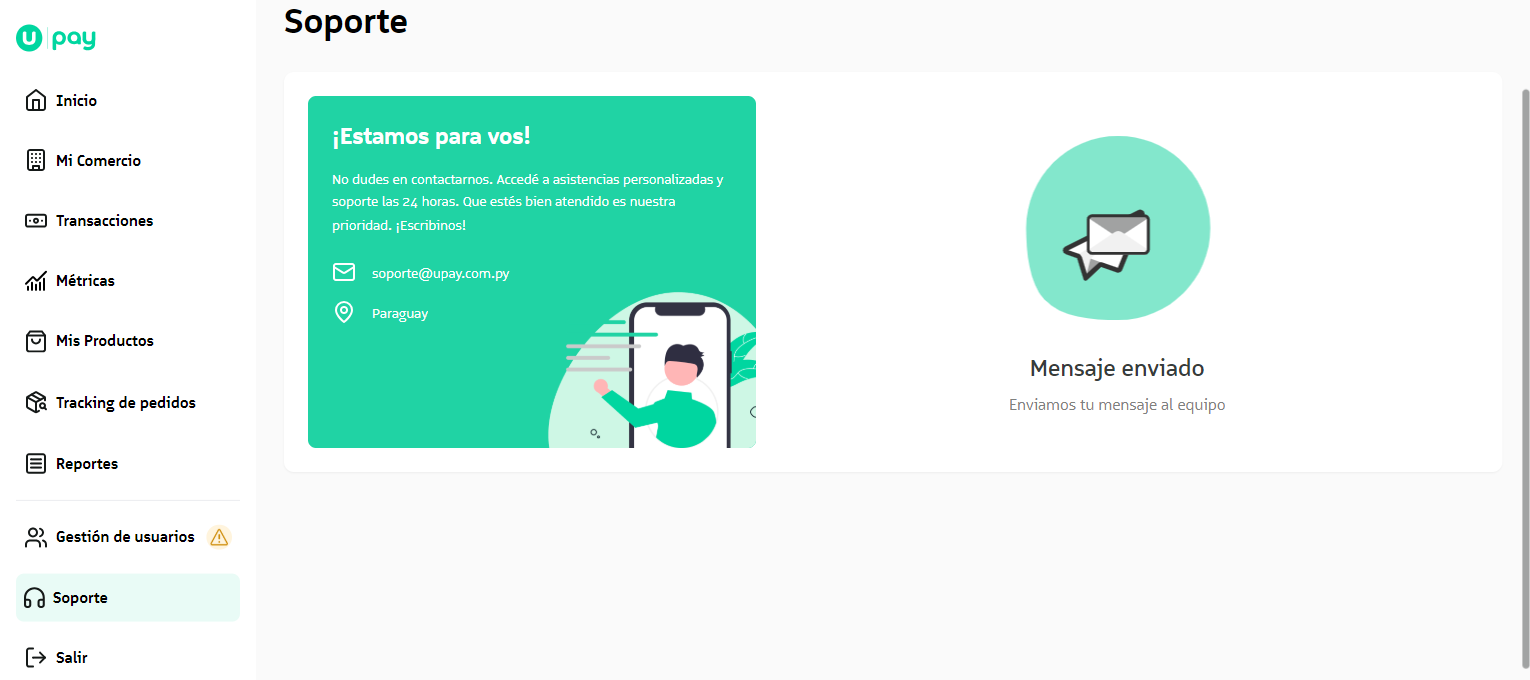 U pay
Inicio
Mi Comercio
Transacciones
Métricas
Mis Productos
Tracking de pedidos
Reportes
Gestión de usuarios
Soporte
Salir
Soporte
¡Estamos para vos!
No dudes en contactarnos. Accedé a asistencias personalizadas y
soporte las 24 horas. Que estés bien atendido es nuestra
prioridad. ¡Escribinos!
soporte@upay.com.py
Paraguay
Mensaje enviado
Enviamos tu mensaje al equipo